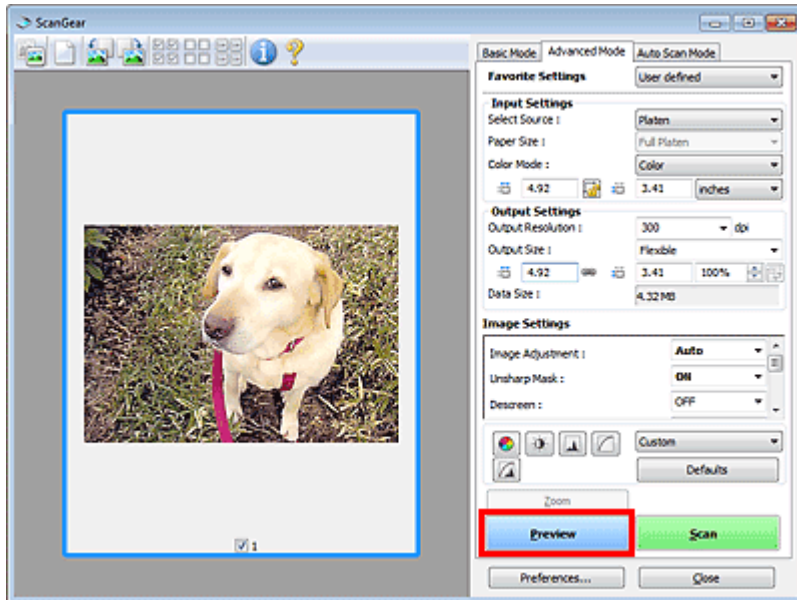 ScanGear
Basic Mode Advanced Mode Auto Scan Mode
Favorite Settings User defined
Input Settings
Select Source : Platen
Paper Size : Full Platen
Color Mode : Color
4.92 3.41 inches
Output Settings
Output Resolution : 300 dpi
Output Size : Flexible
4.92 3.41 100%
Data Size : 4.32 MB
Image Settings
Image Adjustment : Auto
Unsharp Mask : ON
Descreen : OFF
Custom
Defaults
Zoom
Preview Scan
Preferences... Close
1